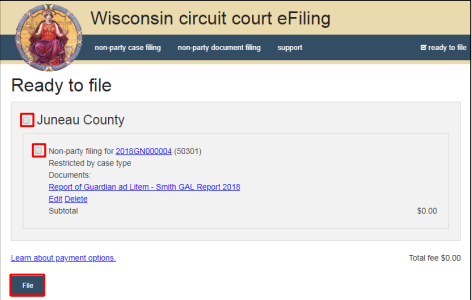 Wisconsin circuit court eFiling
non-party case filing non-party document filing support ready to file
Ready to file
Juneau County
Non-party filing for 2018GN000004 (50301)
Restricted by case type
Documents:
Report of Guardian ad Litem - Smith GAL Report 2018
Edit Delete
Subtotal $0.00
Learn about payment options. Total fee $0.00
File